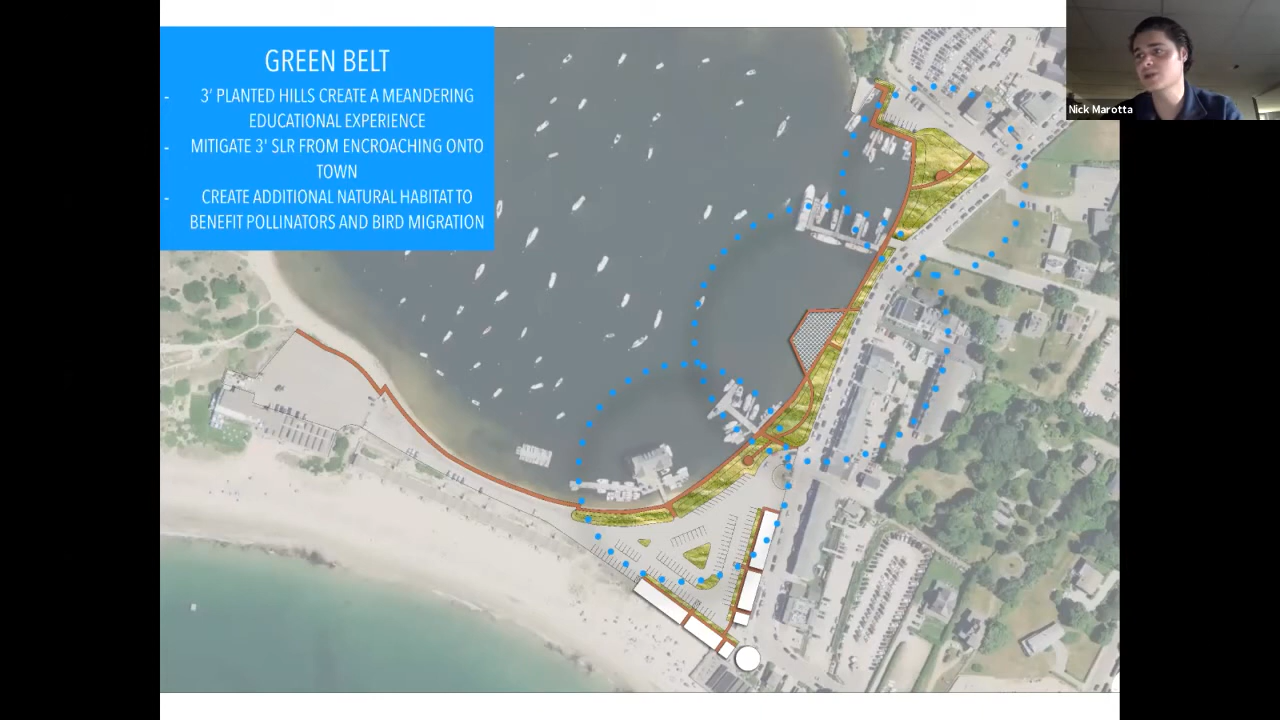 GREEN BELT
- 3' PLANTED HILLS CREATE A MEANDERING
EDUCATIONAL EXPERIENCE
- MITIGATE 3' SLR FROM ENCROACHING ONTO
TOWN
- CREATE ADDITIONAL NATURAL HABITAT TO
BENEFIT POLLINATORS AND BIRD MIGRATION
Nick Marotta